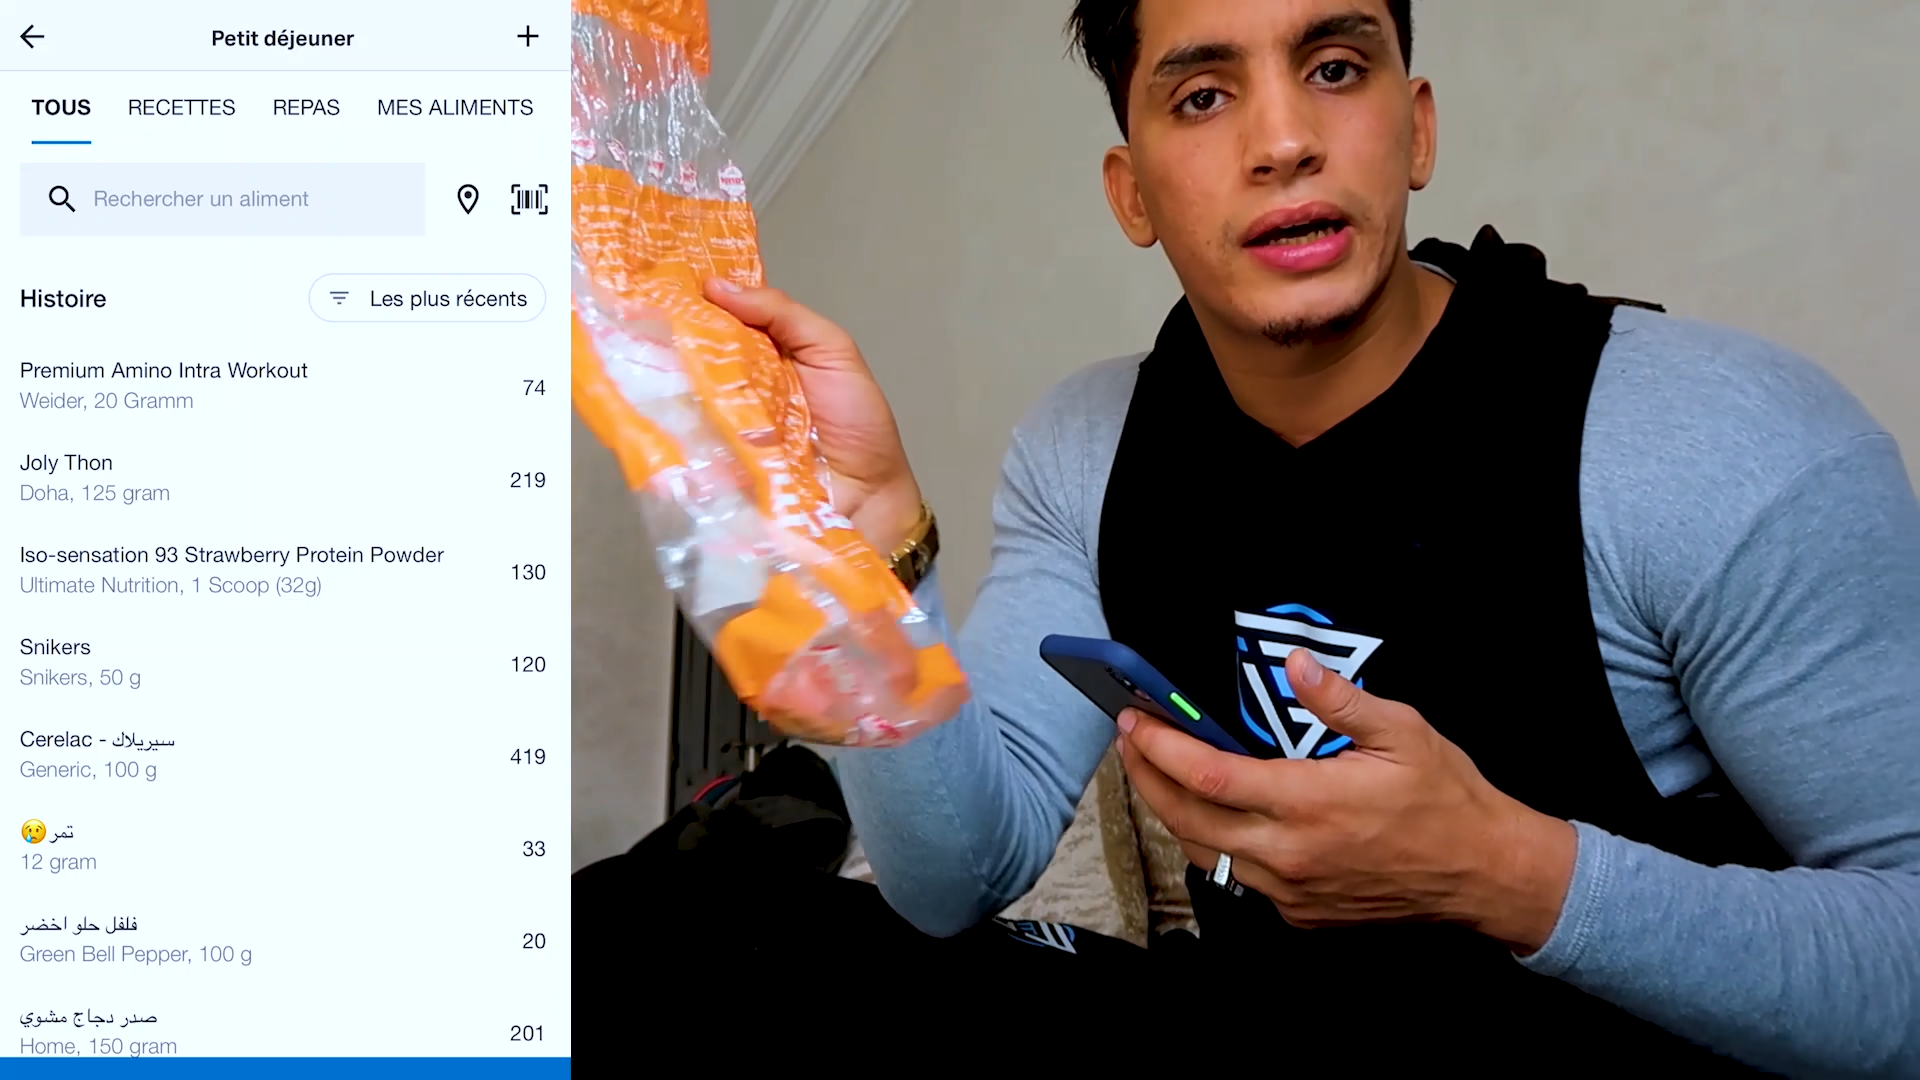 Petit déjeuner
TOUS
RECETTES
REPAS
MES ALIMENTS
Rechercher un aliment
Histoire
Les plus récents
Premium Amino Intra Workout
74
Weider, 20 Gramm
Joly Thon
219
Doha, 125 gram
Iso-sensation 93 Strawberry Protein Powder
130
Ultimate Nutrition, 1 Scoop (32g)
Snikers
120
Snikers, 50 g
Cerelac - سيريلاك
419
Generic, 100 g
😢 تمر
33
12 gram
فلفل حلو اخضر
20
Green Bell Pepper, 100 g
صدر دجاج مشوي
201
Home, 150 gram